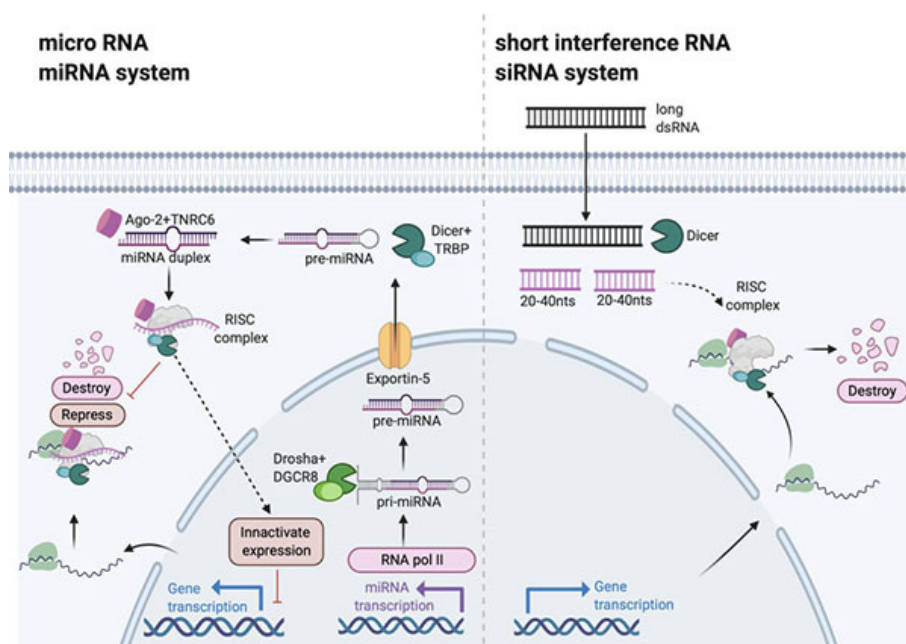 micro RNA
miRNA system
short interference RNA
siRNA system
long
dsRNA
Ago-2+TNRC6
miRNA duplex
pre-miRNA
Dicer+
TRBP
Dicer
20-40nts
20-40nts
RISC
complex
RISC
complex
Destroy
Repress
Destroy
Exportin-5
pre-miRNA
Drosha+
DGCR8
pri-miRNA
Innactivate
expression
RNA pol II
Gene
transcription
miRNA
transcription
Gene
transcription